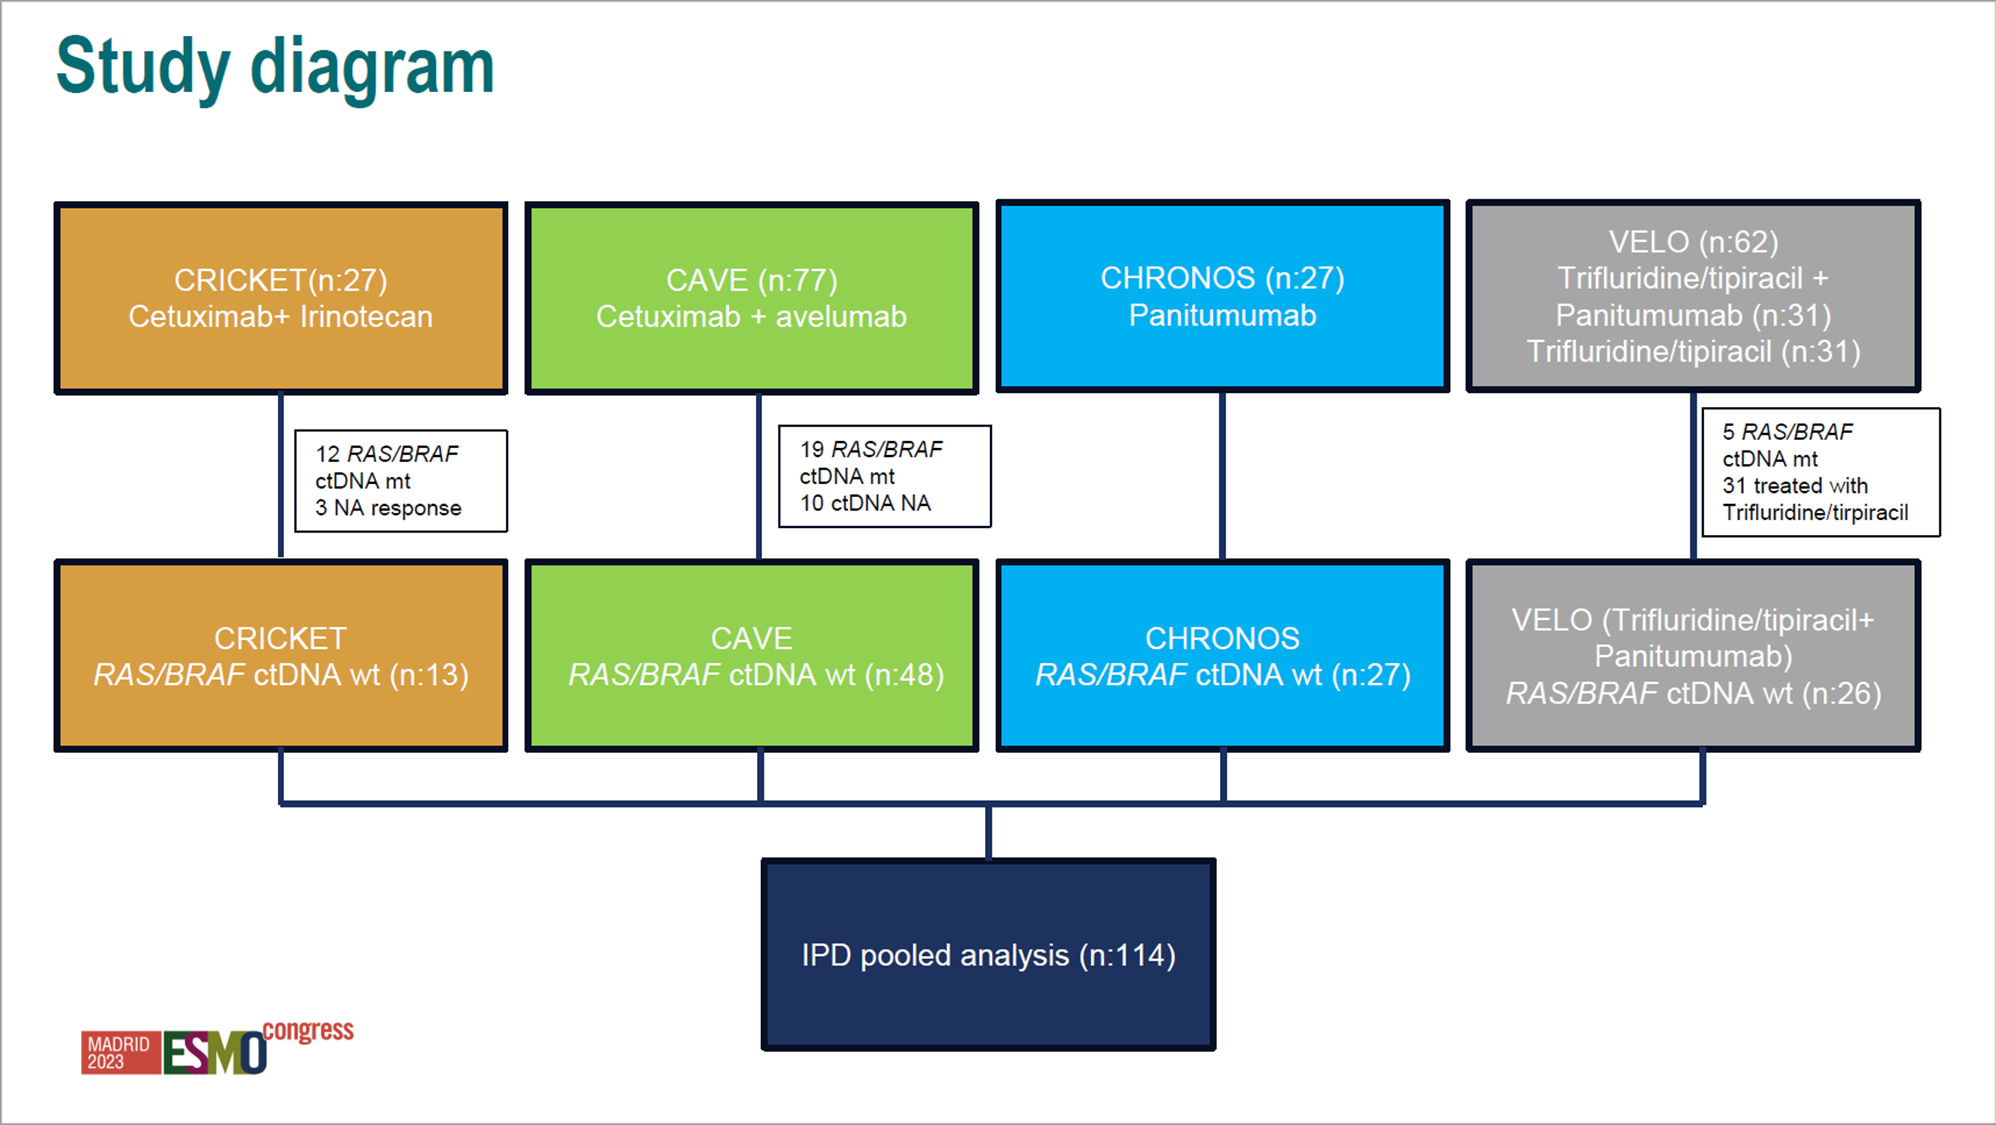 Study diagram
CRICKET(n:27)
Cetuximab+ Irinotecan
CAVE (n:77)
Cetuximab + avelumab
CHRONOS (n:27)
Panitumumab
VELO (n:62)
Trifluridine/tipiracil +
Panitumumab (n:31)
Trifluridine/tipiracil (n:31)
12 RAS/BRAF
ctDNA mt
3 NA response
19 RAS/BRAF
ctDNA mt
10 ctDNA NA
5 RAS/BRAF
ctDNA mt
31 treated with
Trifluridine/tirpiracil
CRICKET
RAS/BRAF ctDNA wt (n:13)
CAVE
RAS/BRAF ctDNA wt (n:48)
CHRONOS
RAS/BRAF ctDNA wt (n:27)
VELO (Trifluridine/tipiracil+
Panitumumab)
RAS/BRAF ctDNA wt (n:26)
IPD pooled analysis (n:114)
MADRID
2023
ESMO
congress